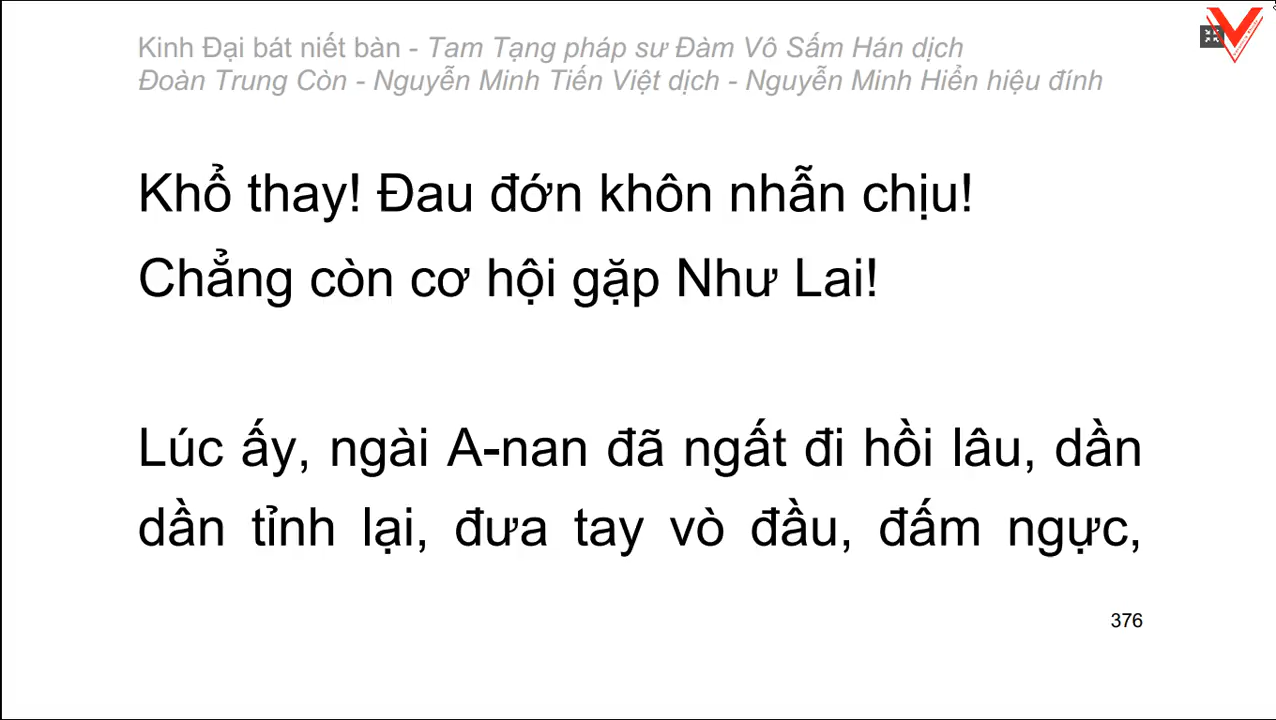 Kinh Đại bát niết bàn - Tam Tạng pháp sư Đàm Vô Sấm Hán dịch
Đoàn Trung Còn - Nguyễn Minh Tiến Việt dịch - Nguyễn Minh Hiển hiệu đính
Khổ thay! Đau đớn khôn nhẫn chịu!
Chẳng còn cơ hội gặp Như Lai!
Lúc ấy, ngài A-nan đã ngất đi hồi lâu, dần
dần tỉnh lại, đưa tay vò đầu, đấm ngực,
376